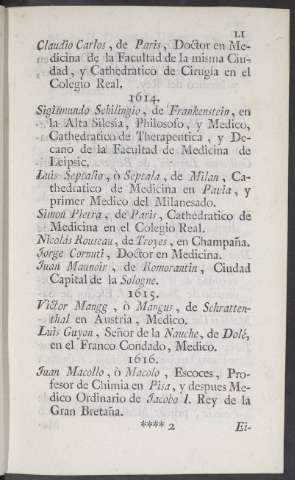 LI
Claudio Carlos, de Paris, Doctor en Me-
dicina de la Facultad de la misma Ciu-
dad, y Cathedratico de Cirugia en el
Colegio Real.
1614.
Sigismundo Schilingio, de Frankenstein, en
la Alta Silesia, Philosofo, y Medico,
Cathedratico de Therapeutica, y De-
cano de la Facultad de Medicina de
Leipsic.
Luis Septalio, ò Septala, de Milan, Ca-
thedratico de Medicina en Pavia, y
primer Medico del Milanesado.
Simon Pietra, de Paris, Cathedratico de
Medicina en el Colegio Real.
Nicolás Rouseau, de Troyes, en Champaña.
Jorge Cornuti, Doctor en Medicina.
Juan Maunoir, de Romorantin, Ciudad
Capital de la Sologne.
1615.
Victor Mangg, ò Mangus, de Schratten-
thal en Austria, Medico.
Luis Guyon, Señor de la Nauche, de Dolé,
en el Franco Condado, Medico.
1616.
Juan Macollo, ò Macolo, Escoces, Pro-
fesor de Chimia en Pisa, y despues Me-
dico Ordinario de Jacobo I. Rey de la
Gran Bretaña.
**** 2 Ei-